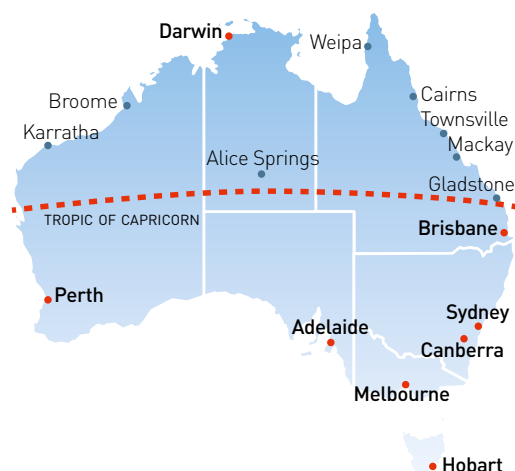 Darwin
Weipa
Broome
Cairns
Townsville
Karratha
Mackay
Alice Springs
Gladstone
TROPIC OF CAPRICORN
Brisbane
Perth
Sydney
Adelaide
Canberra
Melbourne
Hobart